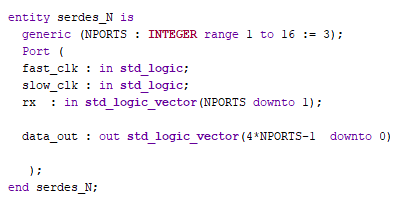 entity serdes_N is
generic (NPORTS : INTEGER range 1 to 16 := 3);
Port (
fast_clk : in std_logic;
slow_clk : in std_logic;
rx  : in std_logic_vector(NPORTS downto 1);
data_out : out std_logic_vector(4*NPORTS-1  downto 0)
);
end serdes_N;